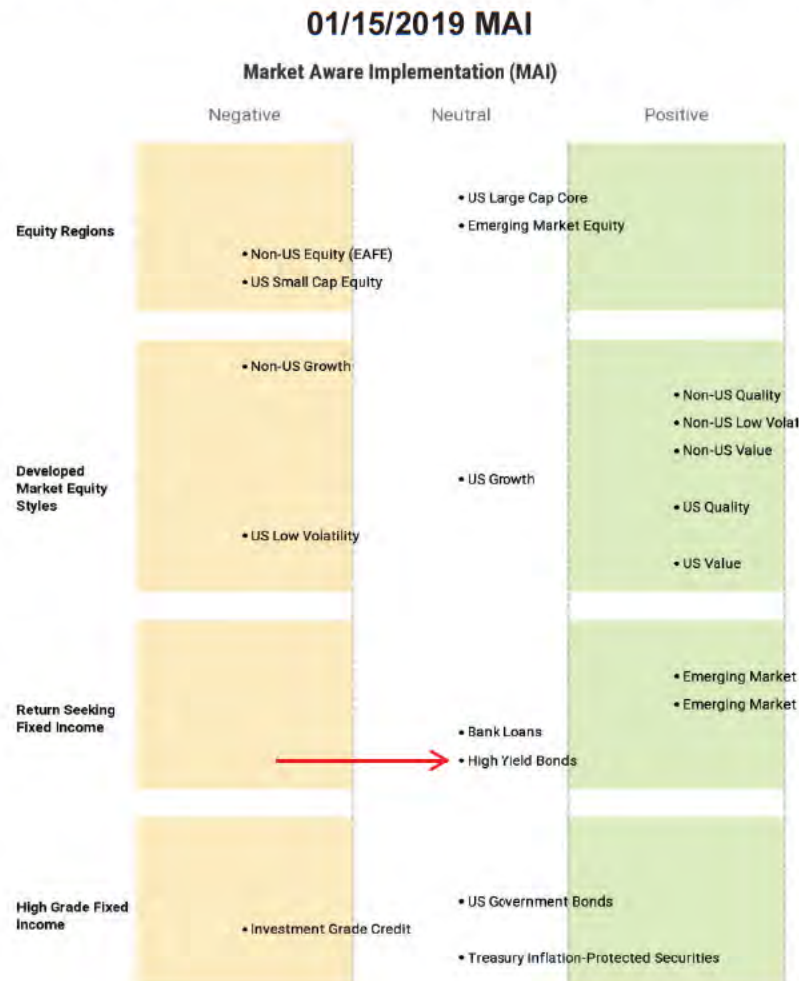 01/15/2019 MAI
Market Aware Implementation (MAI)
Negative Neutral Positive
Equity Regions
• US Large Cap Core
• Emerging Market Equity
• Non-US Equity (EAFE)
• US Small Cap Equity
Developed
Market Equity
Styles
• Non-US Growth
• Non-US Quality
• Non-US Low Volat
• Non-US Value
• US Growth
• US Quality
• US Low Volatility
• US Value
Return Seeking
Fixed Income
• Emerging Market
• Emerging Market
• Bank Loans
• High Yield Bonds
High Grade Fixed
Income
• US Government Bonds
• Investment Grade Credit
• Treasury Inflation-Protected Securities